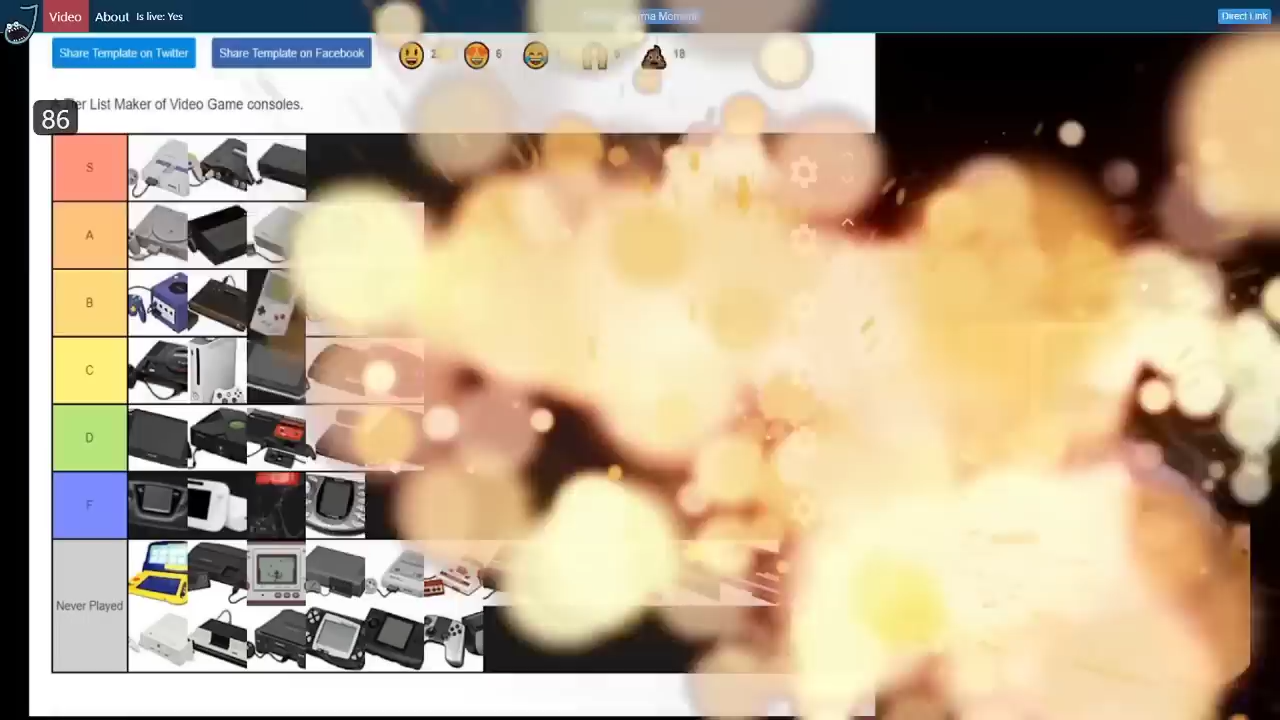 Video About Is live: Yes
Direct Link
Share Template on Twitter Share Template on Facebook
6 18
Tier List Maker of Video Game consoles.
86
S
A
B
C
D
F
Never Played